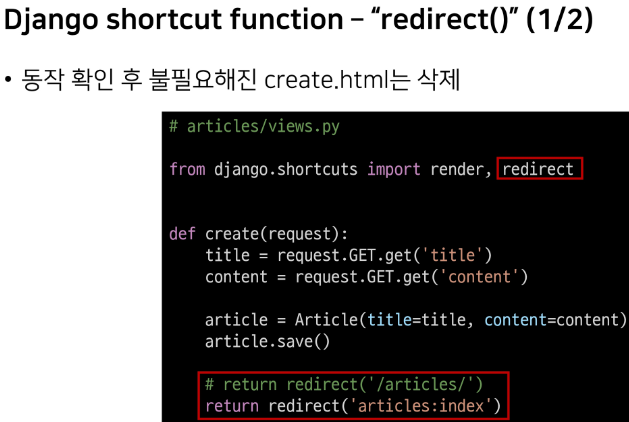 Django shortcut function – “redirect()” (1/2)
• 동작 확인 후 불필요해진 create.html는 삭제
# articles/views.py
from django.shortcuts import render, redirect
def create(request):
    title = request.GET.get('title')
    content = request.GET.get('content')
    article = Article(title=title, content=content)
    article.save()
    # return redirect('/articles/')
    return redirect('articles:index')